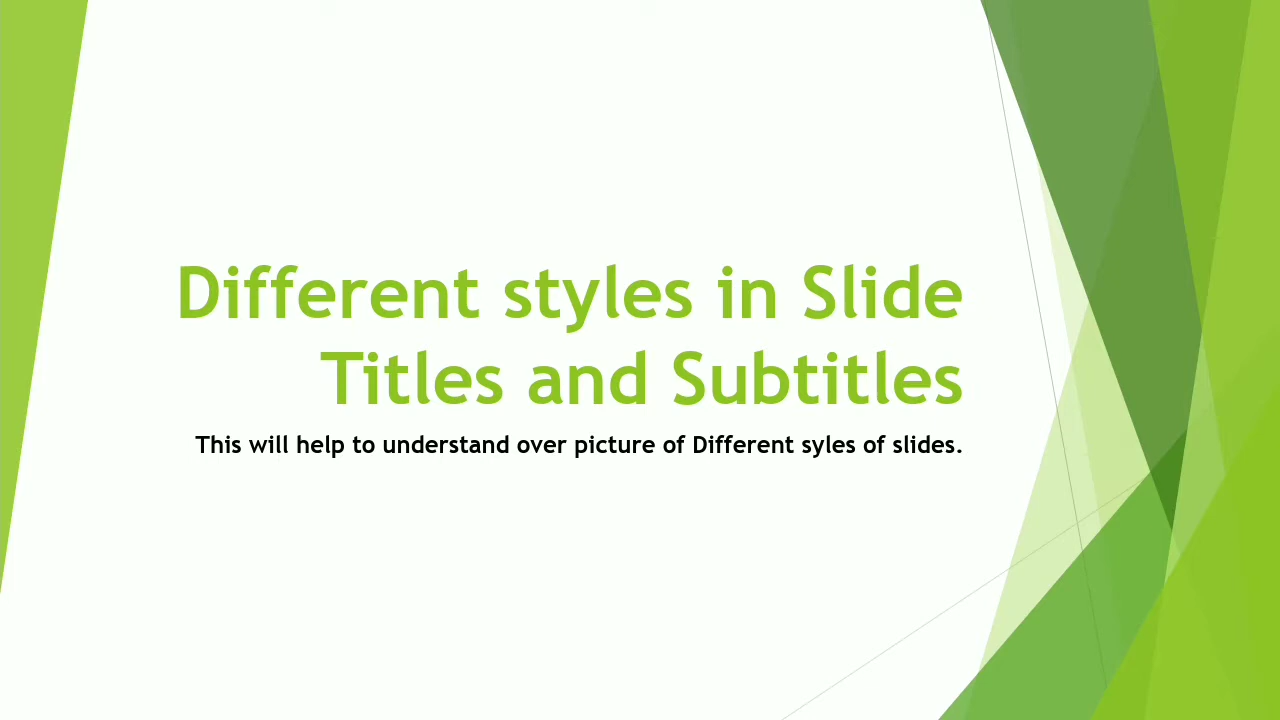 Different styles in Slide
Titles and Subtitles
This will help to understand over picture of Different syles of slides.